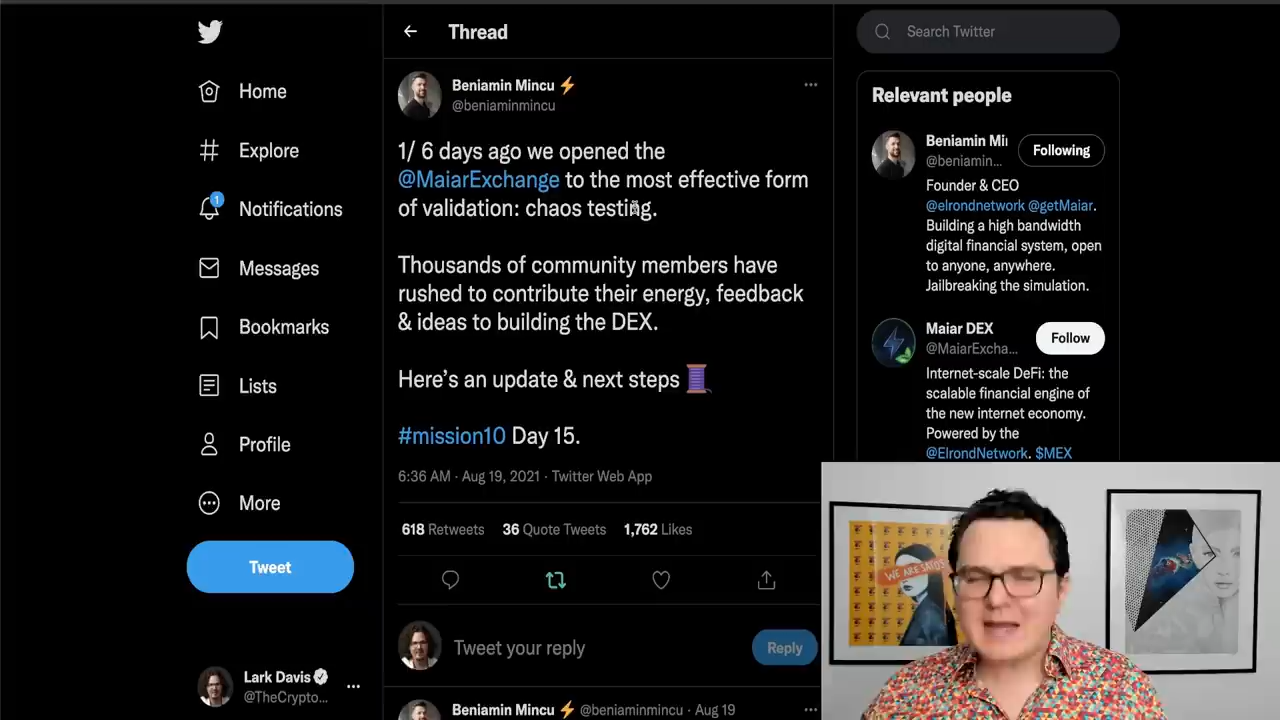 Home
Explore
1
Notifications
Messages
Bookmarks
Lists
Profile
More
Tweet
Lark Davis
@TheCrypto...
Thread
Beniamin Mincu ⚡
@beniaminmincu
1/ 6 days ago we opened the
@MaiarExchange to the most effective form
of validation: chaos testing.
Thousands of community members have
rushed to contribute their energy, feedback
& ideas to building the DEX.
Here's an update & next steps 🧵
#mission10 Day 15.
6:36 AM · Aug 19, 2021 · Twitter Web App
618 Retweets 36 Quote Tweets 1,762 Likes
Tweet your reply
Reply
Beniamin Mincu ⚡ @beniaminmincu · Aug 19
Search Twitter
Relevant people
Beniamin Mi
@beniamin...
Following
Founder & CEO
@elrondnetwork @getMaiar.
Building a high bandwidth
digital financial system, open
to anyone, anywhere.
Jailbreaking the simulation.
Maiar DEX
@MaiarExcha...
Follow
Internet-scale DeFi: the
scalable financial engine of
the new internet economy.
Powered by the
@ElrondNetwork. $MEX
WE ARE SATOS